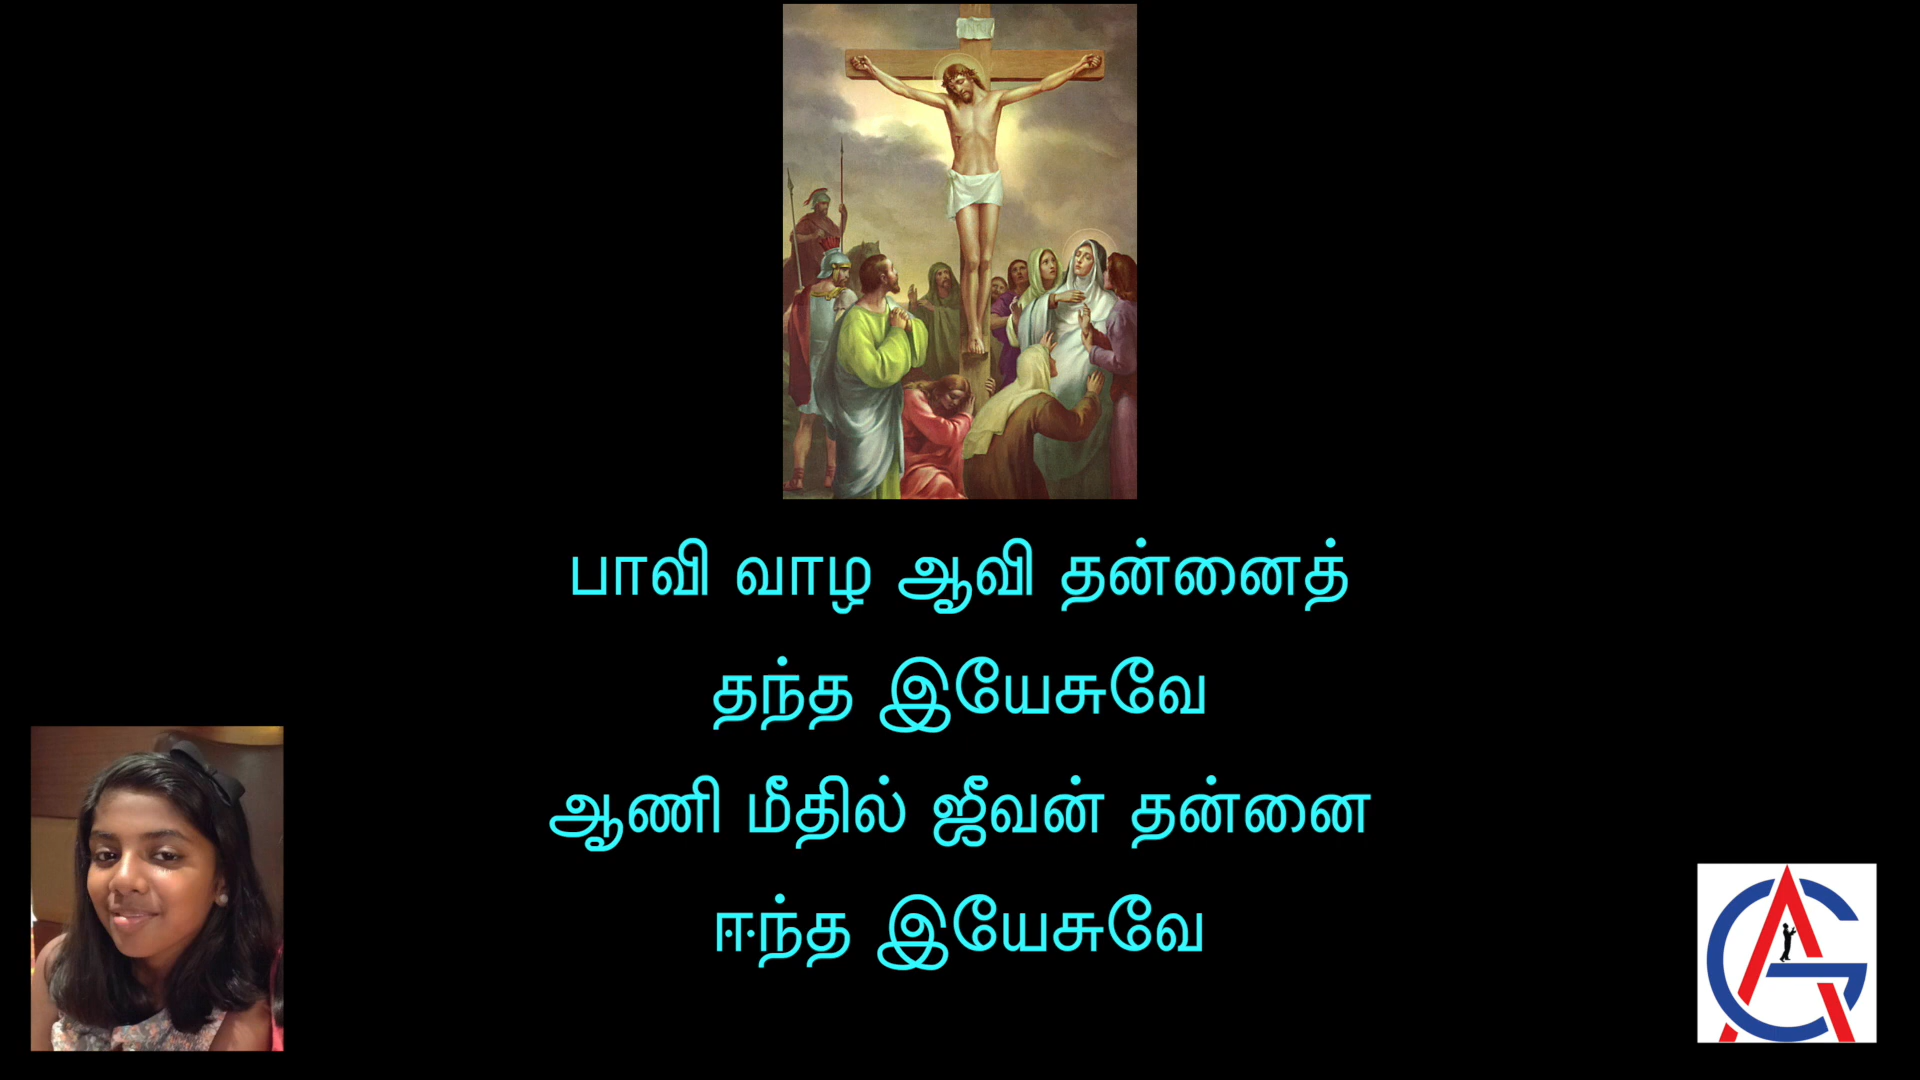 பாவி வாழ ஆவி தன்னைத்
தந்த இயேசுவே
ஆணி மீதில் ஜீவன் தன்னை
ஈந்த இயேசுவே